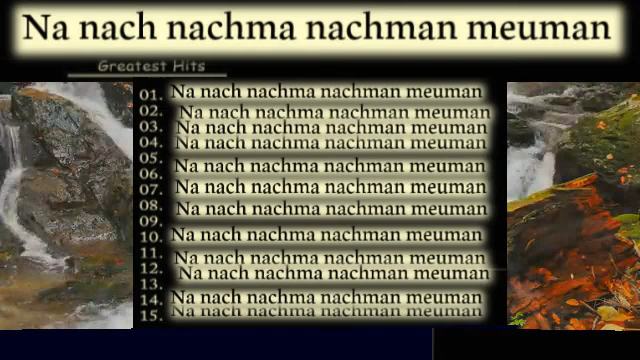 Na nach nachma nachman meuman
Greatest Hits
01. Na nach nachma nachman meuman
02. Na nach nachma nachman meuman
03. Na nach nachma nachman meuman
04. Na nach nachma nachman meuman
05.
06. Na nach nachma nachman meuman
07. Na nach nachma nachman meuman
08. Na nach nachma nachman meuman
09.
10. Na nach nachma nachman meuman
11. Na nach nachma nachman meuman
12. Na nach nachma nachman meuman
13.
14. Na nach nachma nachman meuman
15. Na nach nachma nachman meuman